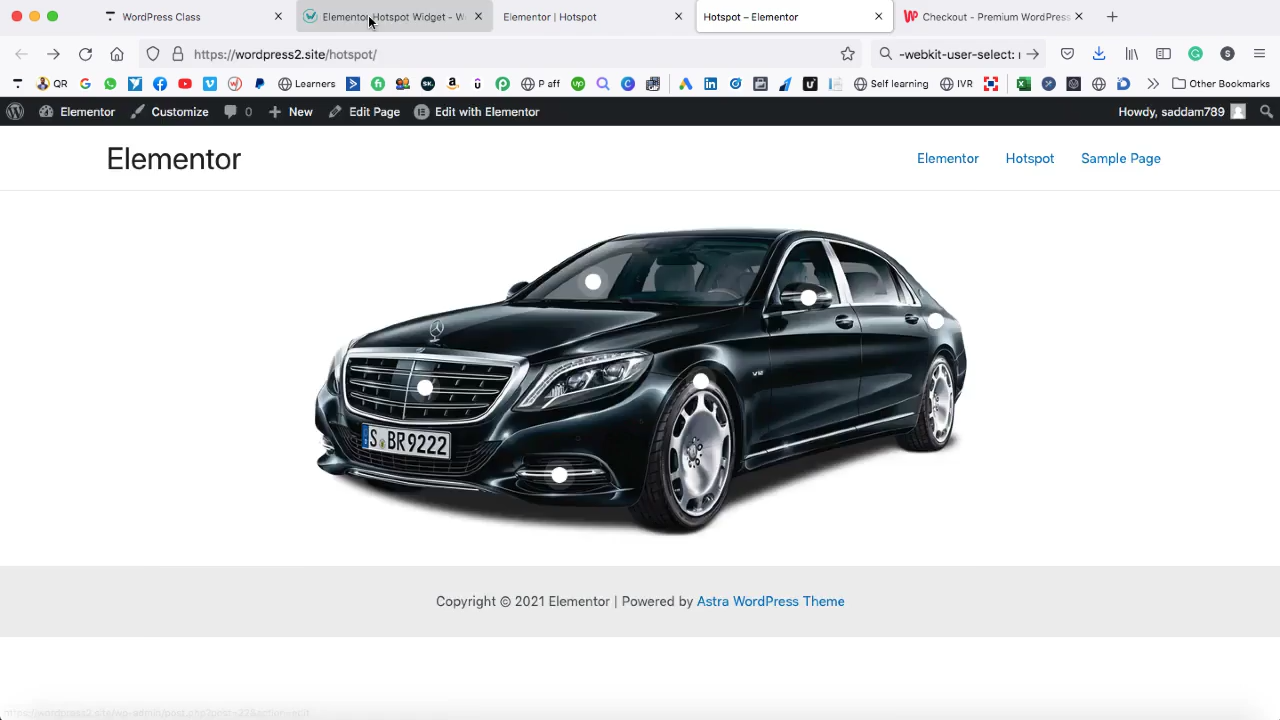 WordPress Class
Elementor Hotspot Widget - W
Elementor | Hotspot
Hotspot – Elementor
Checkout - Premium WordPress
https://wordpress2.site/hotspot/
-webkit-user-select: r
S
QR
Learners
P aff
Self learning
IVR
Other Bookmarks
Elementor
Customize
0
New
Edit Page
Edit with Elementor
Howdy, saddam789
Elementor
Elementor
Hotspot
Sample Page
V12
S BR 9222
Copyright © 2021 Elementor | Powered by Astra WordPress Theme